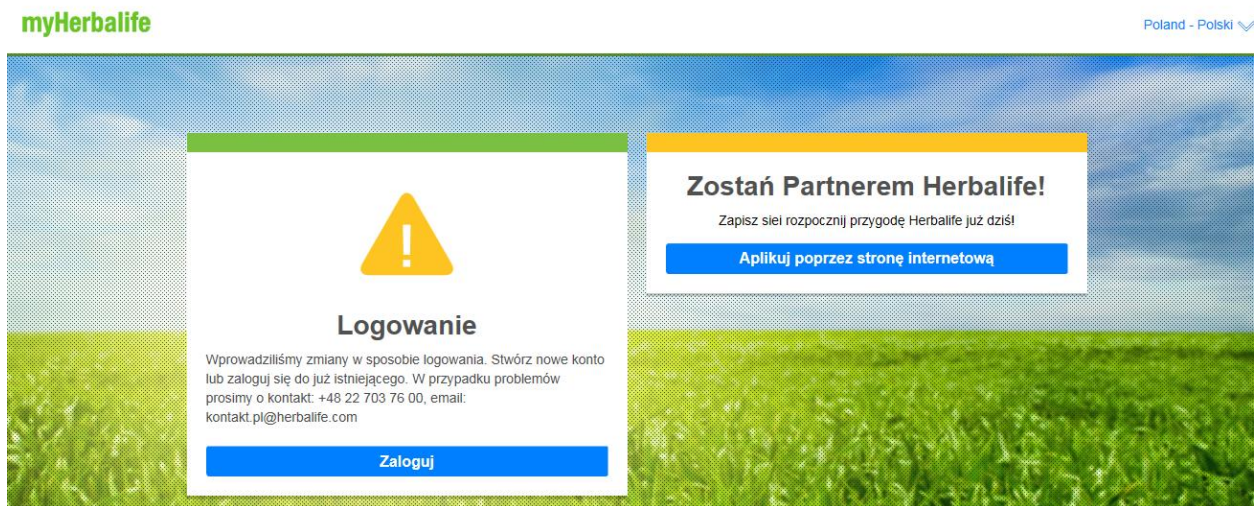 myHerbalife
Poland - Polski
!
Logowanie
Wprowadziliśmy zmiany w sposobie logowania. Stwórz nowe konto
lub zaloguj się do już istniejącego. W przypadku problemów
prosimy o kontakt: +48 22 703 76 00, email:
kontakt.pl@herbalife.com
Zaloguj
Zostań Partnerem Herbalife!
Zapisz siei rozpocznij przygodę Herbalife już dziś!
Aplikuj poprzez stronę internetową